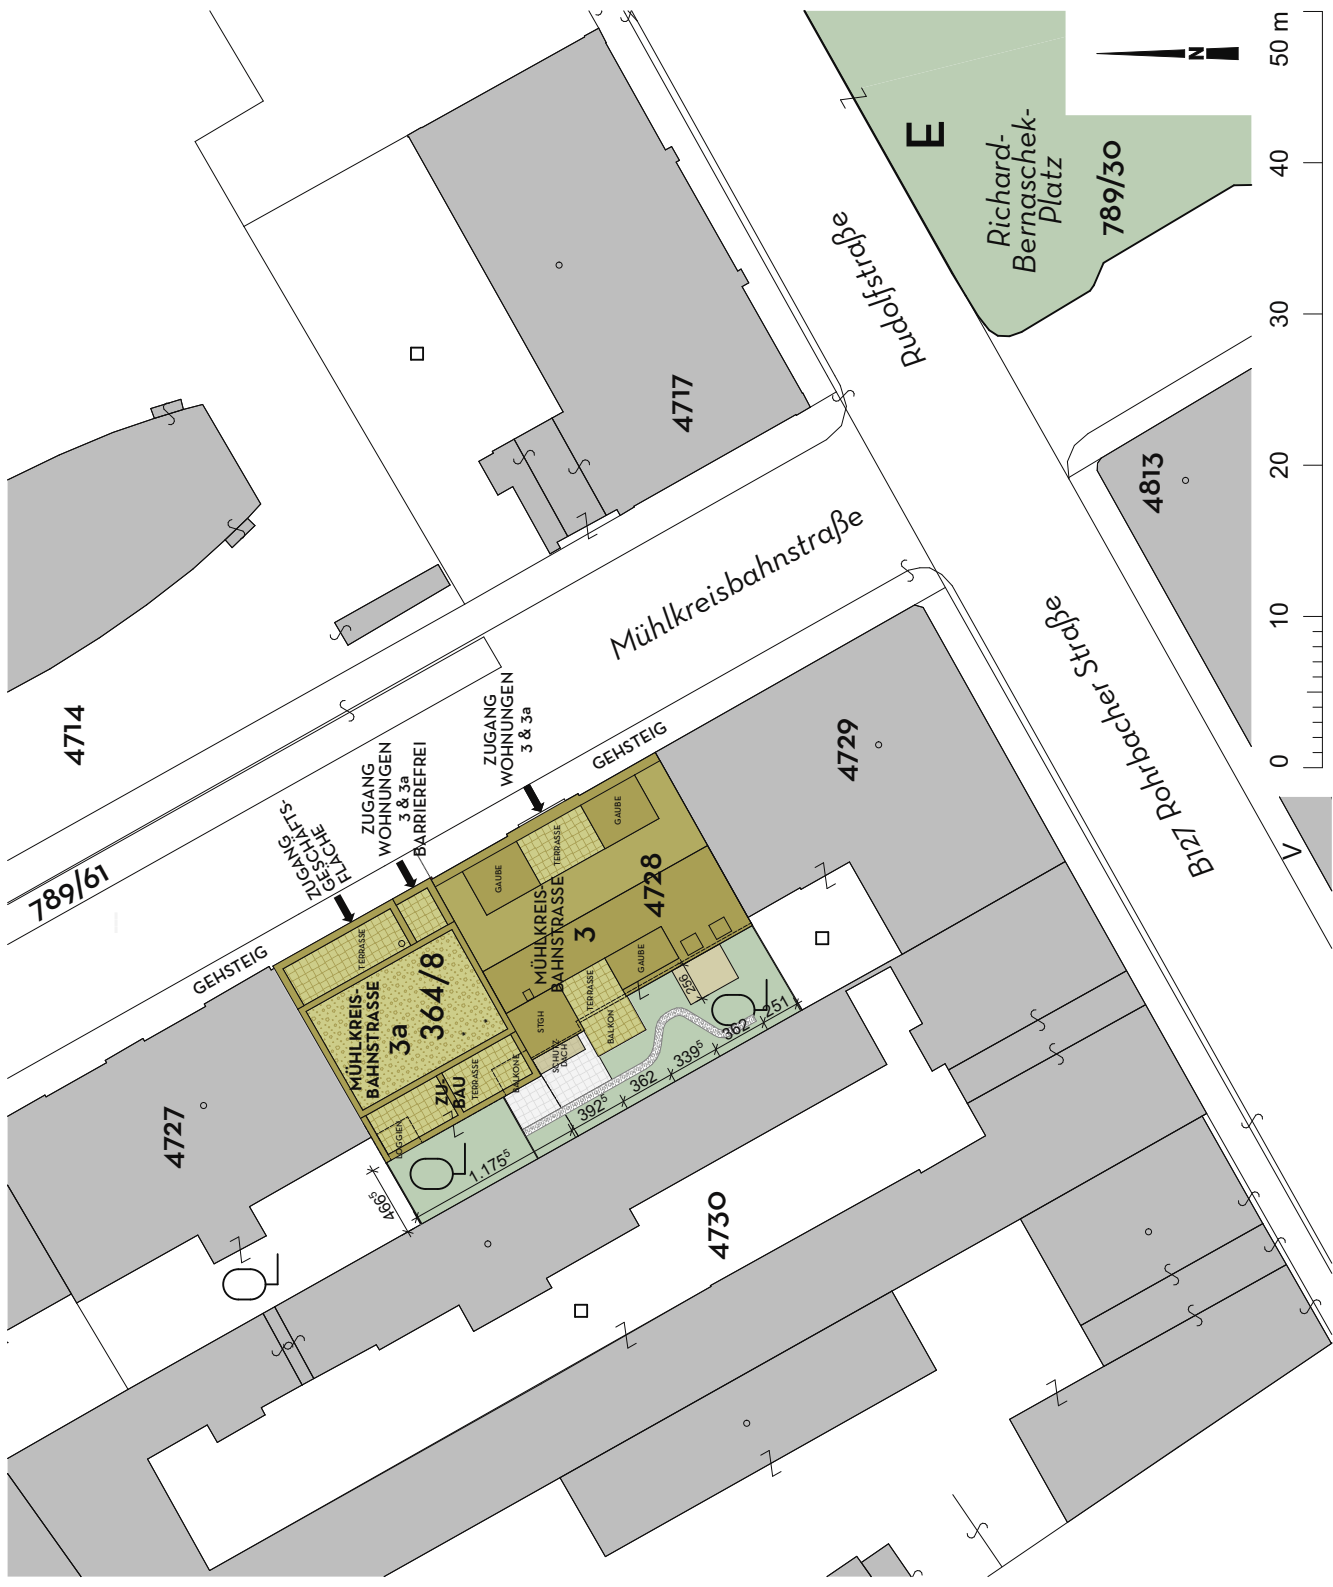 4714
789/61
GEHSTEIG
ZUGANG
GESCHÄFTS-
FLÄCHE
ZUGANG
WOHNUNGEN
3 & 3a
BARRIEREFREI
ZUGANG
WOHNUNGEN
3 & 3a
GEHSTEIG
Mühlkreisbahnstraße
4717
Rudolfstraße
E
Richard-
Bernaschek-
Platz
789/30
N
4813
B127 Rohrbacher Straße
4729
4727
MÜHLKREIS-
BAHNSTRASSE
3a
364/8
TERRASSE
ZU-
BAU
TERRASSE
LOGGIEN
BALKONE
MÜHLKREIS-
BAHNSTRASSE
3
4728
GAUBE
TERRASSE
GAUBE
STGH
TERRASSE
GAUBE
BALKON
SCHUTZ-
DACH
466⁵
1.175⁵
392⁵
362
339⁵
362
251
256
4730
0
10
20
30
40
50 m